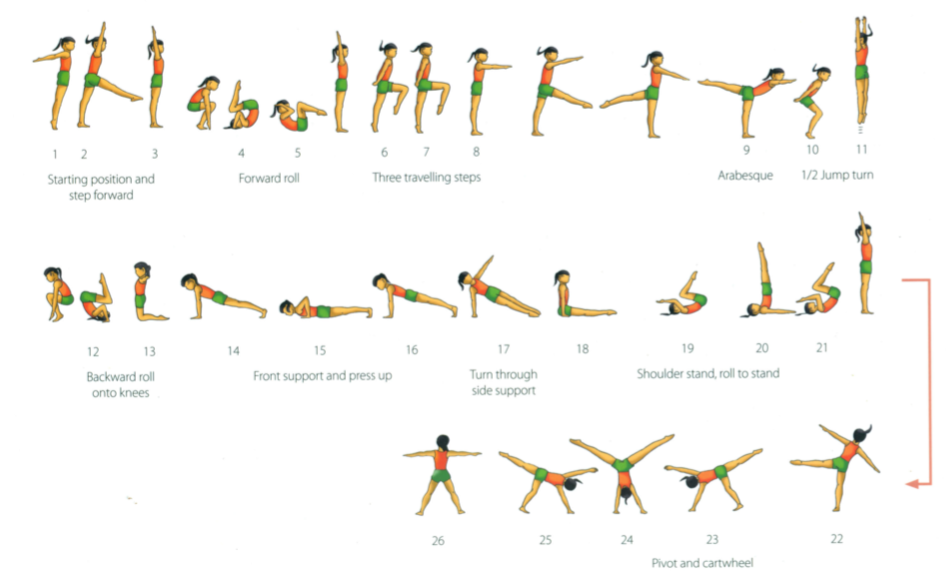 1 2 3 4 5 6 7 8 9 10 11
Starting position and
step forward
Forward roll
Three travelling steps
Arabesque
1/2 Jump turn
12 13 14 15 16 17 18 19 20 21
Backward roll
onto knees
Front support and press up
Turn through
side support
Shoulder stand, roll to stand
26 25 24 23 22
Pivot and cartwheel